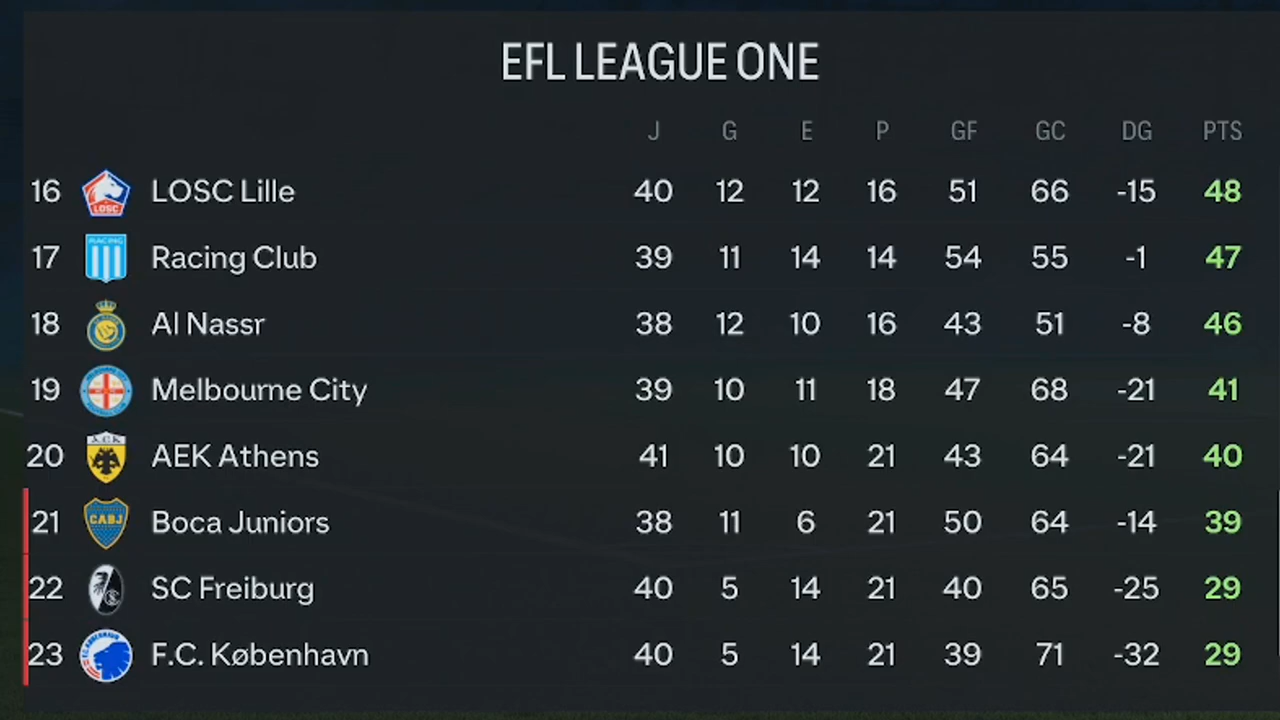 EFL LEAGUE ONE
J G E P GF GC DG PTS
16 LOSC LOSC Lille 40 12 12 16 51 66 -15 48
17 RACING Racing Club 39 11 14 14 54 55 -1 47
18 Al Nassr 38 12 10 16 43 51 -8 46
19 Melbourne City 39 10 11 18 47 68 -21 41
20 AEK Athens 41 10 10 21 43 64 -21 40
21 CABJ Boca Juniors 38 11 6 21 50 64 -14 39
22 SC Freiburg 40 5 14 21 40 65 -25 29
23 F.C. København 40 5 14 21 39 71 -32 29